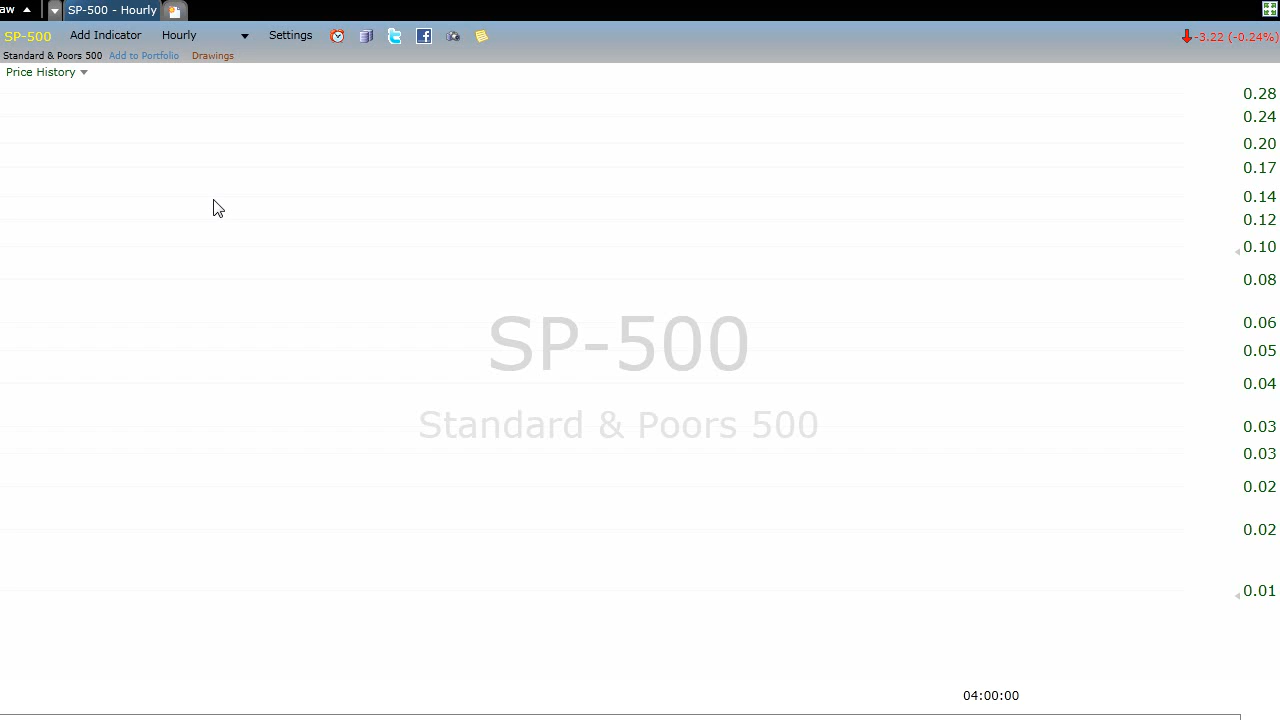 aw SP-500 - Hourly
SP-500 Add Indicator Hourly Settings -3.22 (-0.24%)
Standard & Poors 500 Add to Portfolio Drawings
Price History
0.28
0.24
0.20
0.17
0.14
0.12
0.10
0.08
0.06
SP-500
0.05
0.04
Standard & Poors 500
0.03
0.03
0.02
0.02
0.01
04:00:00